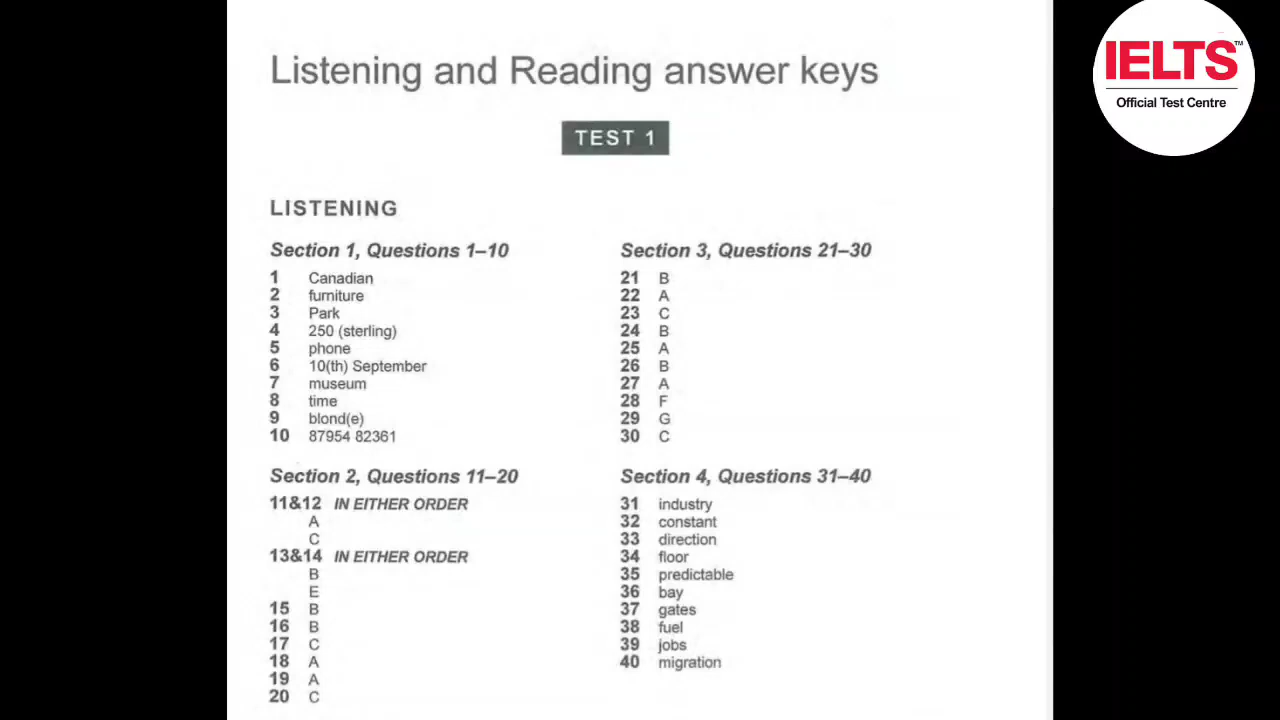 IELTS™
Official Test Centre
Listening and Reading answer keys
TEST 1
LISTENING
Section 1, Questions 1–10
1 Canadian
2 furniture
3 Park
4 250 (sterling)
5 phone
6 10(th) September
7 museum
8 time
9 blond(e)
10 87954 82361
Section 2, Questions 11–20
11&12 IN EITHER ORDER
A
C
13&14 IN EITHER ORDER
B
E
15 B
16 B
17 C
18 A
19 A
20 C
Section 3, Questions 21–30
21 B
22 A
23 C
24 B
25 A
26 B
27 A
28 F
29 G
30 C
Section 4, Questions 31–40
31 industry
32 constant
33 direction
34 floor
35 predictable
36 bay
37 gates
38 fuel
39 jobs
40 migration